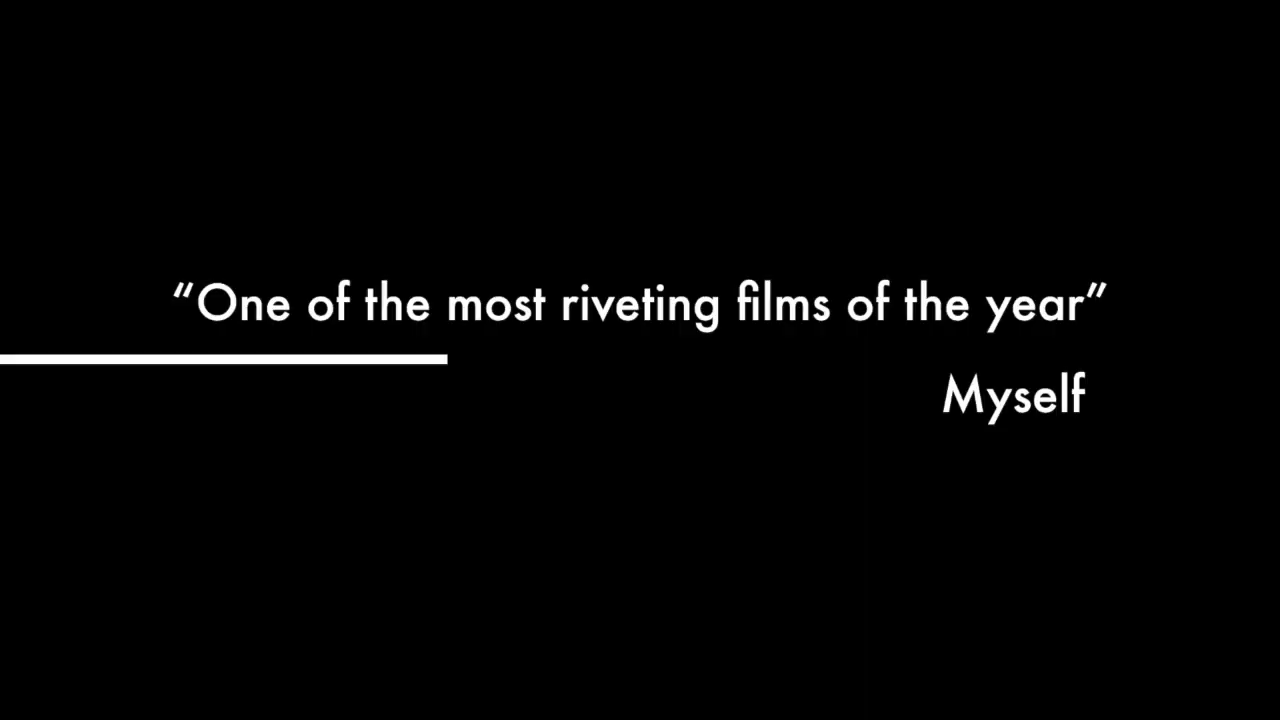 “One of the most riveting films of the year”
Myself